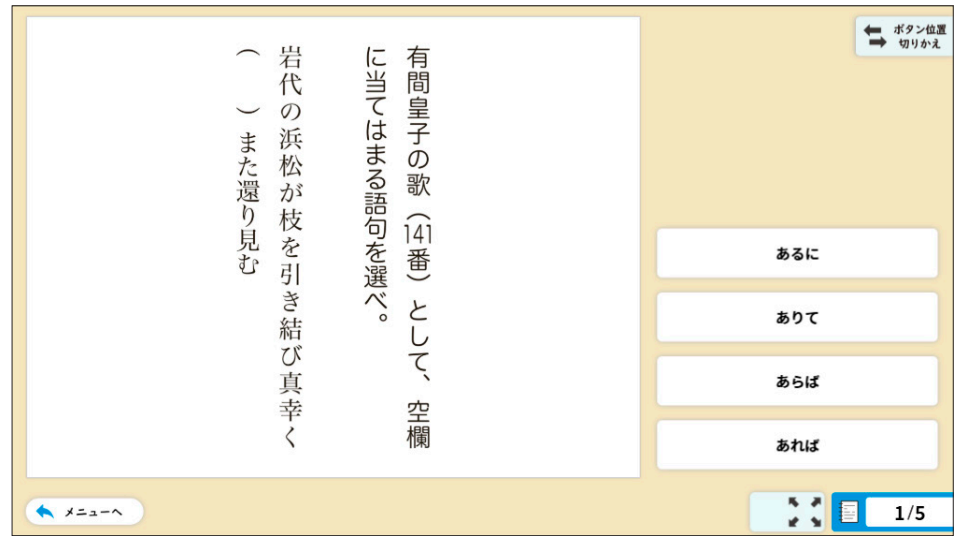 有間皇子の歌（141番）として、空欄
に当てはまる語句を選べ。
岩代の浜松が枝を引き結び真幸く
（　　）また還り見む
ボタン位置
切りかえ
あるに
ありて
あらば
あれば
メニューへ
1/5